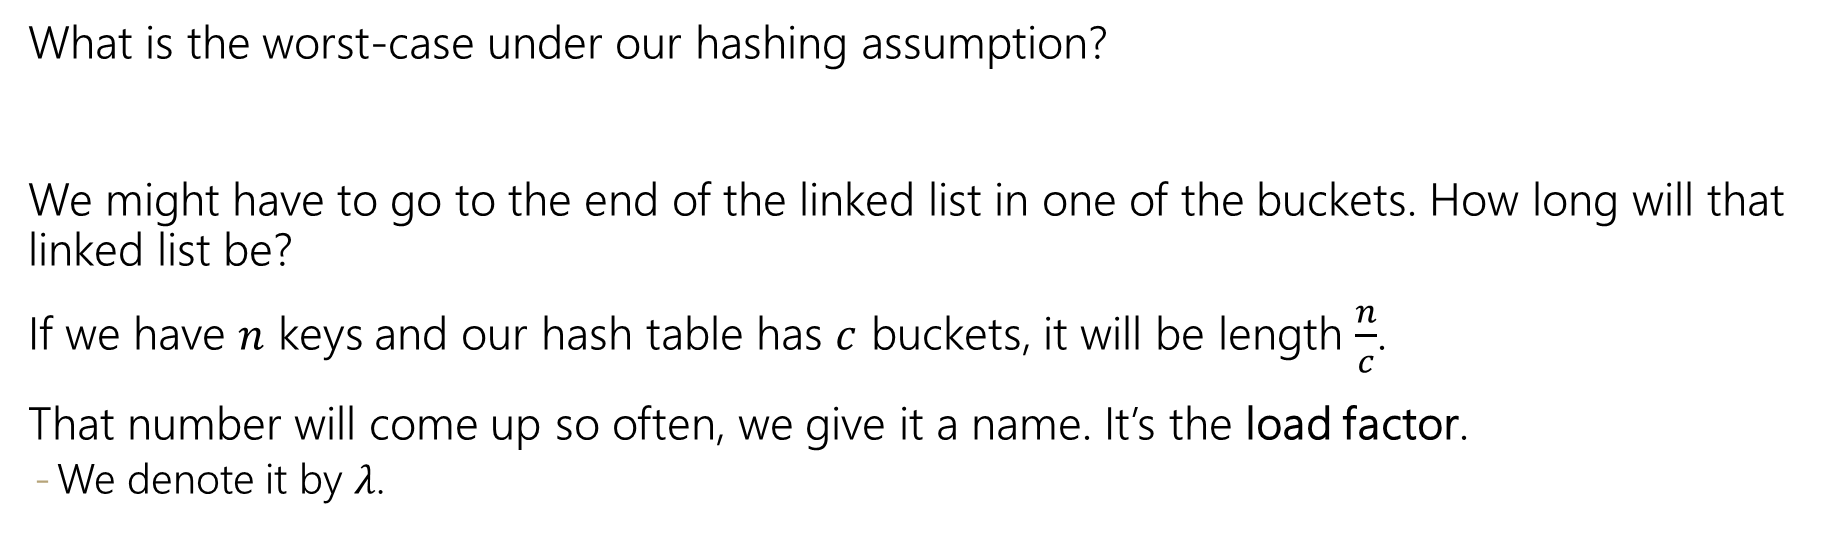 What is the worst-case under our hashing assumption?
We might have to go to the end of the linked list in one of the buckets. How long will that
linked list be?
If we have n keys and our hash table has c buckets, it will be length n/c.
That number will come up so often, we give it a name. It’s the load factor.
- We denote it by λ.